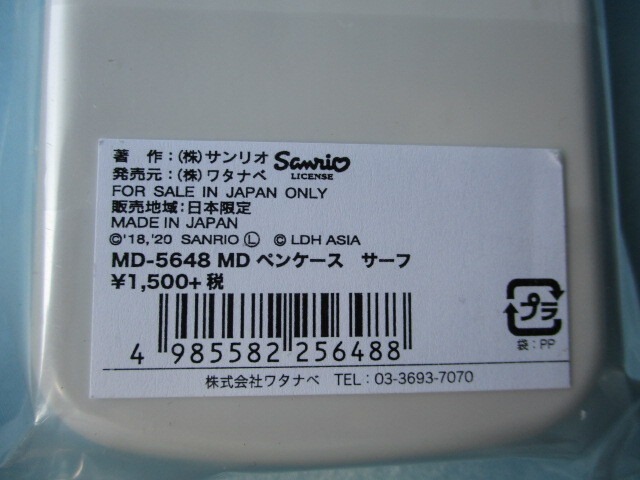 著　作：(株)サンリオ Sanrio LICENSE
発売元：(株)ワタナベ
FOR SALE IN JAPAN ONLY
販売地域：日本限定
MADE IN JAPAN
©'18,'20 SANRIO Ⓛ © LDH ASIA
MD-5648 MD ペンケース　サーフ
¥1,500+税
4 985582 256488
プラ
袋：PP
株式会社ワタナベ　TEL：03-3693-7070